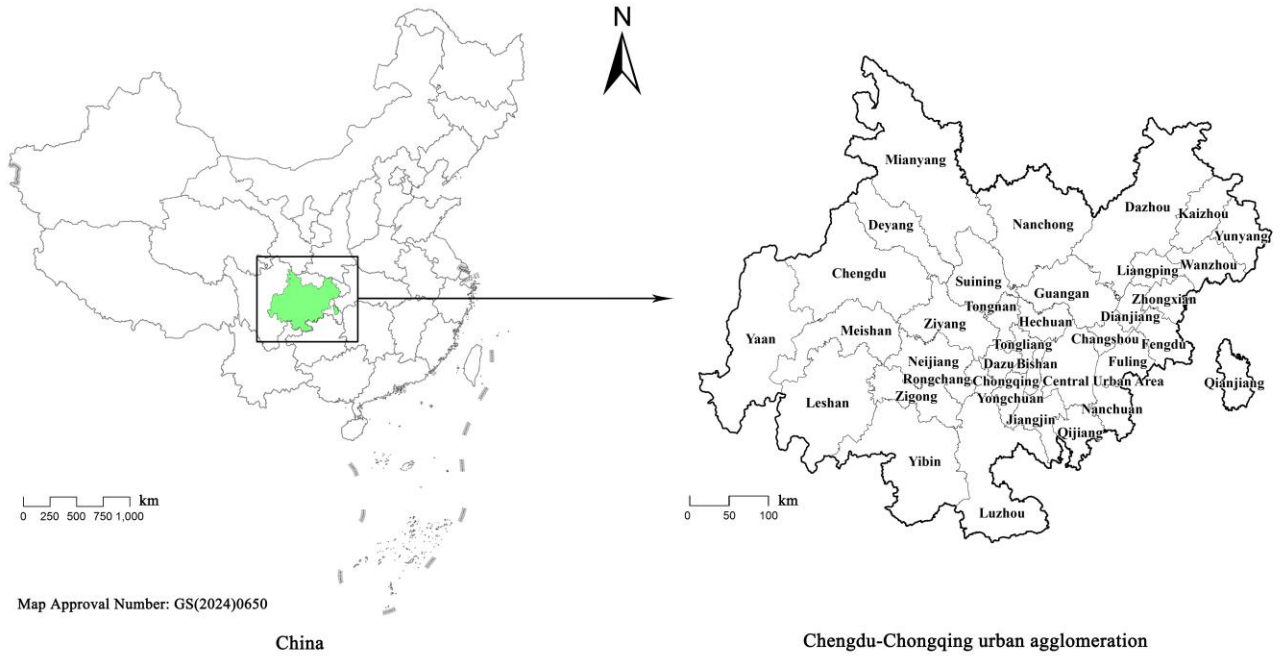 N
Mianyang
Dazhou
Kaizhou
Deyang
Nanchong
Yunyang
Chengdu
Liangping
Wanzhou
Suining
Guangan
Zhongxian
Tongnan
Dianjiang
Hechuan
Ziyang
Meishan
Yaan
Changshou
Fengdu
Tongliang
Neijiang
Dazu
Bishan
Fuling
Rongchang
Chongqing Central Urban Area
Qianjiang
Zigong
Yongchuan
Leshan
Nanchuan
Jiangjin
Qijiang
Yibin
Luzhou
km
0 250 500 750 1,000
km
0 50 100
Map Approval Number: GS(2024)0650
China
Chengdu-Chongqing urban agglomeration